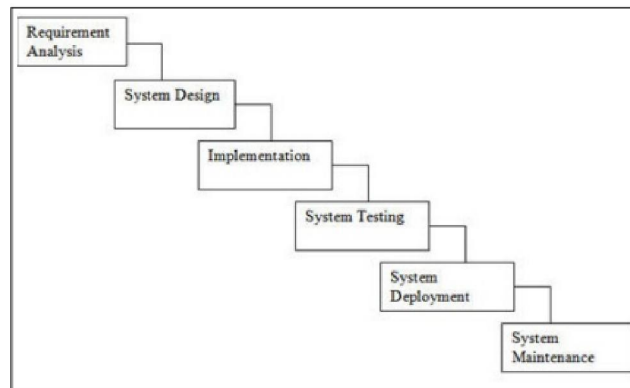 Requirement
Analysis
System Design
Implementation
System Testing
System
Deployment
System
Maintenance